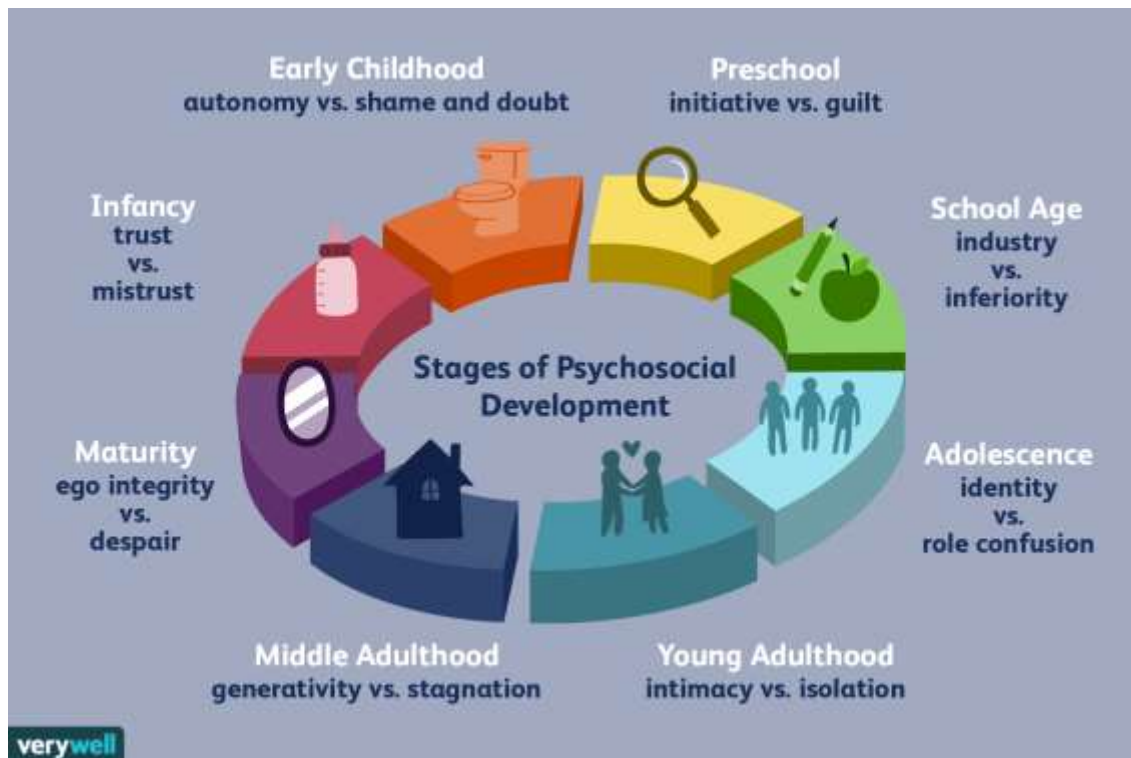 Early Childhood
autonomy vs. shame and doubt
Preschool
initiative vs. guilt
Infancy
trust
vs.
mistrust
School Age
industry
vs.
inferiority
Stages of Psychosocial
Development
Maturity
ego integrity
vs.
despair
Adolescence
identity
vs.
role confusion
Middle Adulthood
generativity vs. stagnation
Young Adulthood
intimacy vs. isolation
verywell